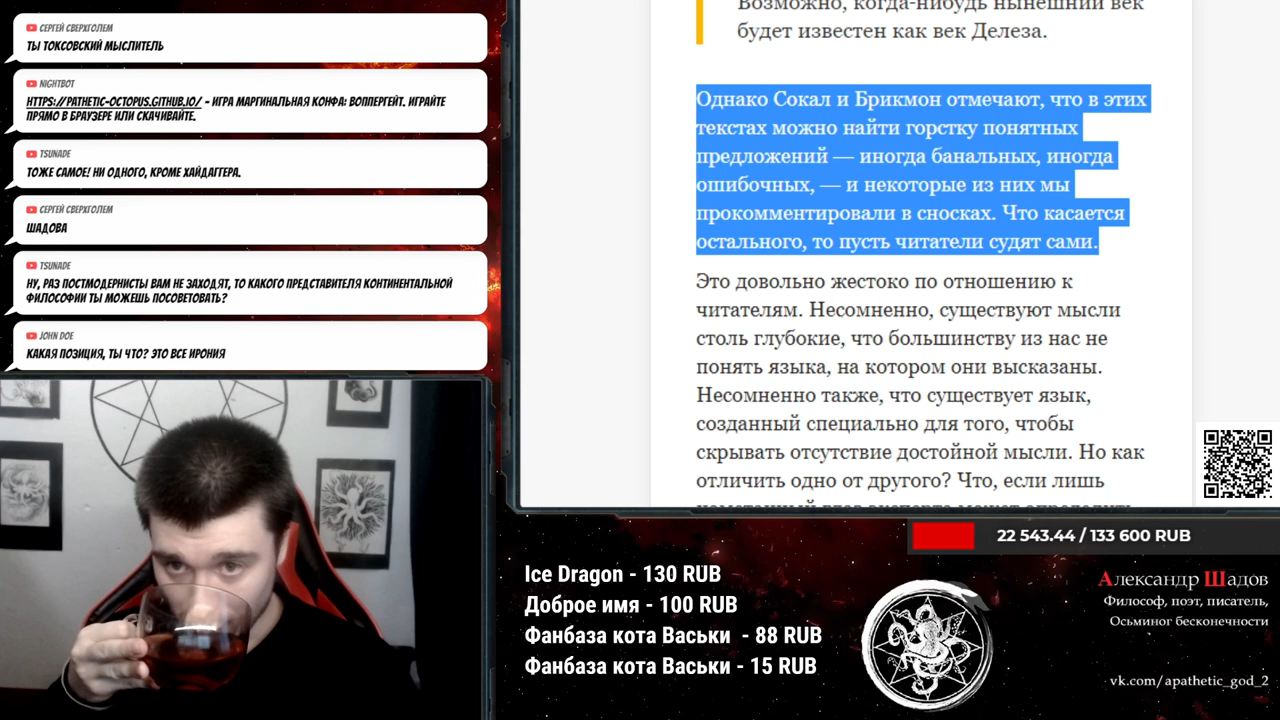 СЕРГЕЙ СВЕРХГОЛЕМ
ТЫ ТОКСОВСКИЙ МЫСЛИТЕЛЬ
NIGHTBOT
HTTPS://PATHETIC-OCTOPUS.GITHUB.IO/ - ИГРА МАРГИНАЛЬНАЯ КОНФА: ВОППЕРГЕЙТ. ИГРАЙТЕ
ПРЯМО В БРАУЗЕРЕ ИЛИ СКАЧИВАЙТЕ.
TSUNADE
ТОЖЕ САМОЕ! НИ ОДНОГО, КРОМЕ ХАЙДАГГЕРА.
СЕРГЕЙ СВЕРХГОЛЕМ
ШАДОВА
TSUNADE
НУ, РАЗ ПОСТМОДЕРНИСТЫ ВАМ НЕ ЗАХОДЯТ, ТО КАКОГО ПРЕДСТАВИТЕЛЯ КОНТИНЕНТАЛЬНОЙ
ФИЛОСОФИИ ТЫ МОЖЕШЬ ПОСОВЕТОВАТЬ?
JOHN DOE
КАКАЯ ПОЗИЦИЯ, ТЫ ЧТО? ЭТО ВСЕ ИРОНИЯ
Возможно, когда-нибудь нынешний век
будет известен как век Делеза.
Однако Сокал и Брикмон отмечают, что в этих
текстах можно найти горстку понятных
предложений — иногда банальных, иногда
ошибочных, — и некоторые из них мы
прокомментировали в сносках. Что касается
остального, то пусть читатели судят сами.
Это довольно жестоко по отношению к
читателям. Несомненно, существуют мысли
столь глубокие, что большинству из нас не
понять языка, на котором они высказаны.
Несомненно также, что существует язык,
созданный специально для того, чтобы
скрывать отсутствие достойной мысли. Но как
отличить одно от другого? Что, если лишь
22 543.44 / 133 600 RUB
Ice Dragon - 130 RUB
Доброе имя - 100 RUB
Фанбаза кота Васьки - 88 RUB
Фанбаза кота Васьки - 15 RUB
Александр Шадов
Философ, поэт, писатель,
Осьминог бесконечности
vk.com/apathetic_god_2